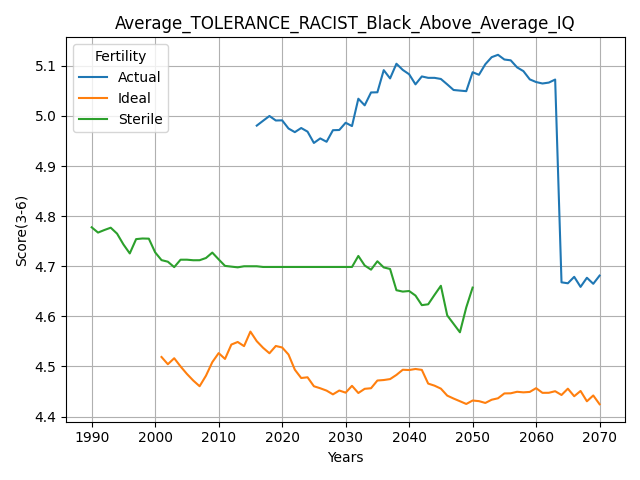 Average_TOLERANCE_RACIST_Black_Above_Average_IQ
Fertility
Actual
Ideal
Sterile
Score(3-6)
5.1
5.0
4.9
4.8
4.7
4.6
4.5
4.4
1990 2000 2010 2020 2030 2040 2050 2060 2070
Years